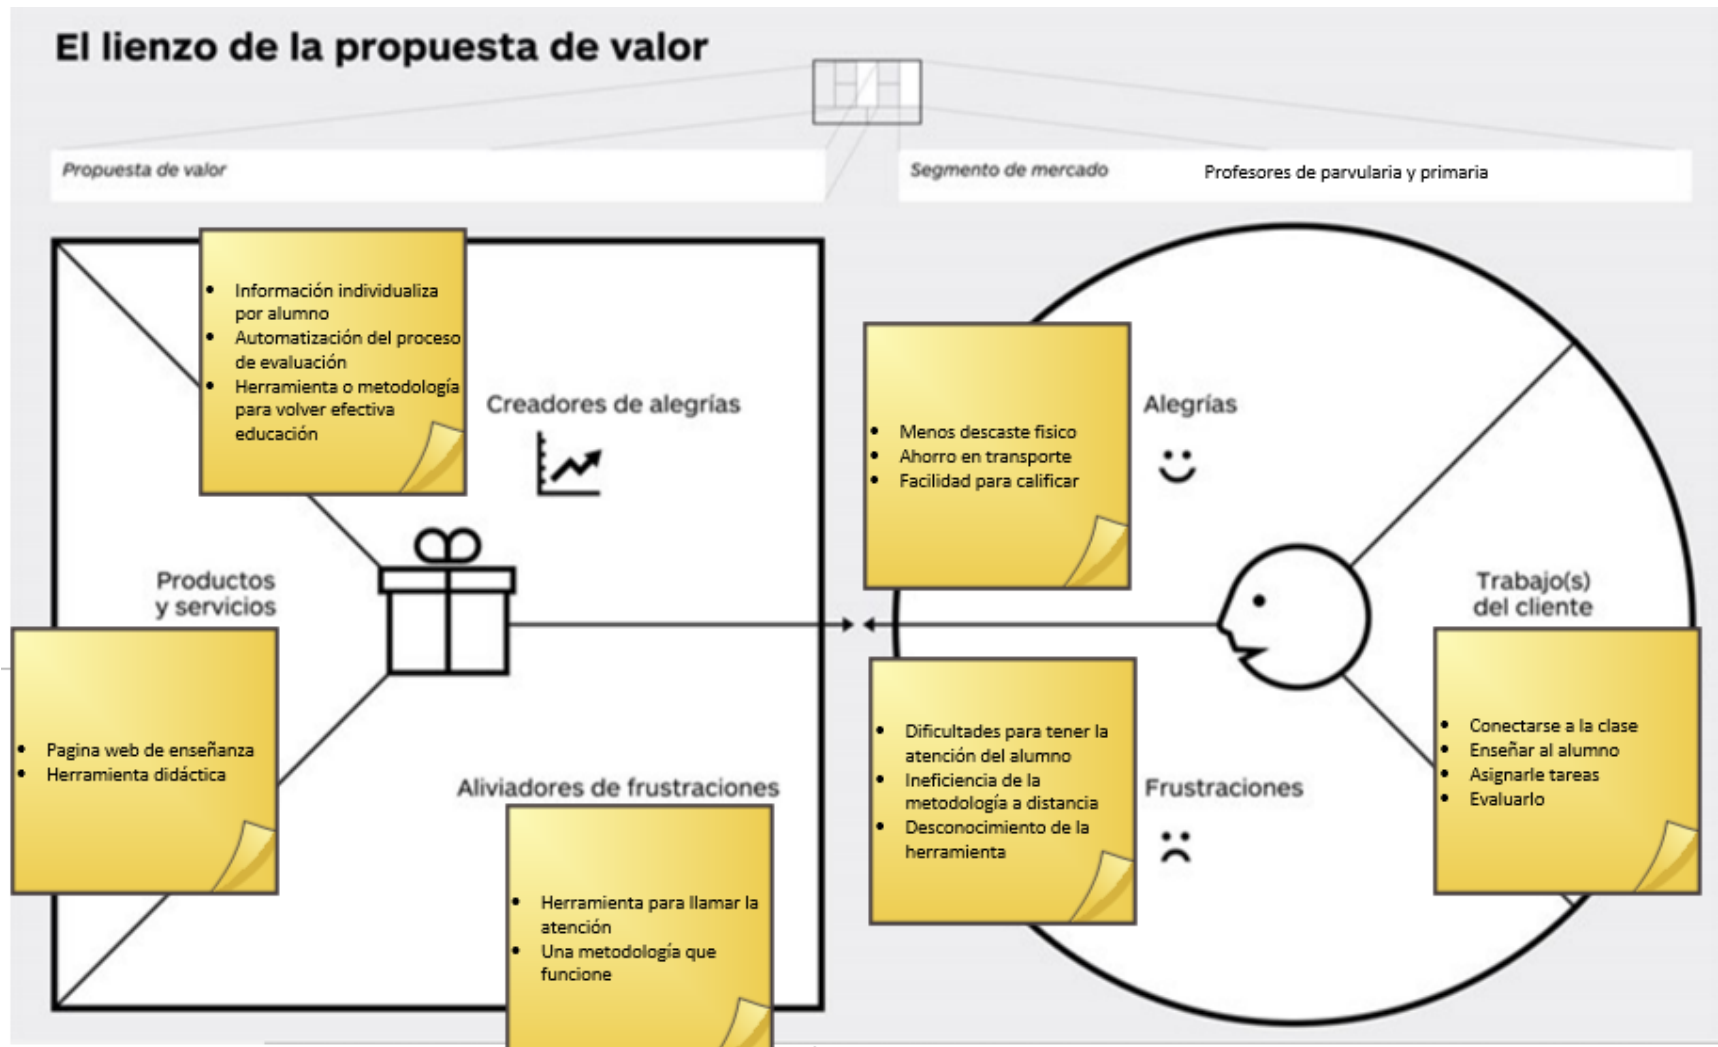 El lienzo de la propuesta de valor
Propuesta de valor
Segmento de mercado
Profesores de parvularia y primaria
Información individualiza
por alumno
Automatización del proceso
de evaluación
Herramienta o metodología
para volver efectiva
educación
Creadores de alegrías
Productos
y servicios
Pagina web de enseñanza
Herramienta didáctica
Aliviadores de frustraciones
Herramienta para llamar la
atención
Una metodología que
funcione
Menos descaste fisico
Ahorro en transporte
Facilidad para calificar
Alegrías
Dificultades para tener la
atención del alumno
Ineficiencia de la
metodología a distancia
Desconocimiento de la
herramienta
Frustraciones
Trabajo(s)
del cliente
Conectarse a la clase
Enseñar al alumno
Asignarle tareas
Evaluarlo